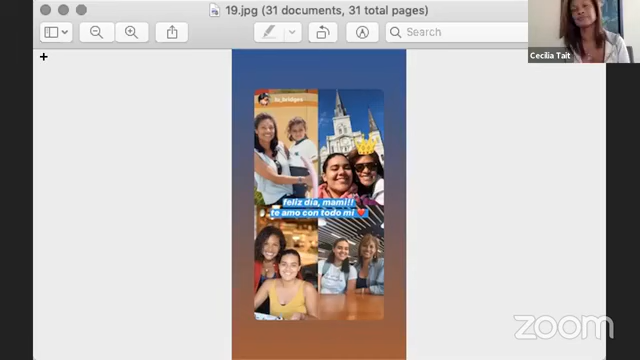 19.jpg (31 documents, 31 total pages)
Search
Cecilia Tait
feliz día, mami!!
te amo con todo mi ❤️
zoom